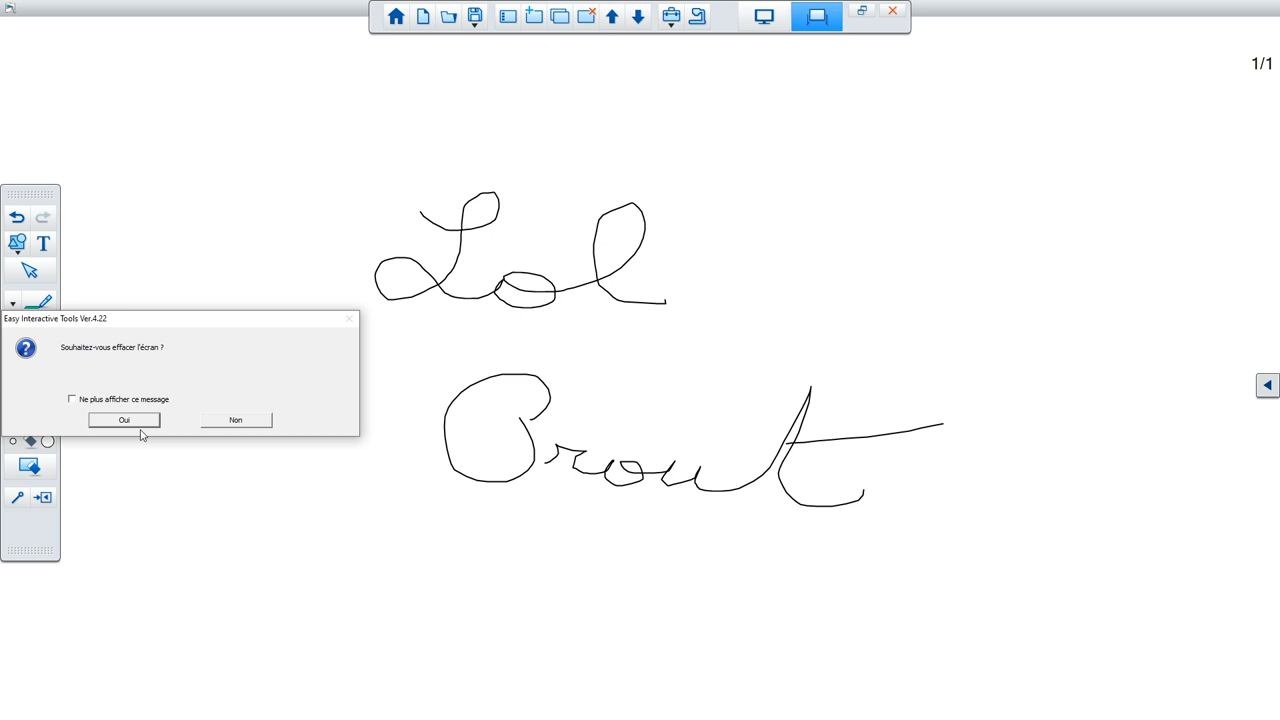 1/1
Lol
Prout
Easy Interactive Tools Ver.4.22
Souhaitez-vous effacer l'écran ?
Ne plus afficher ce message
Oui Non
T